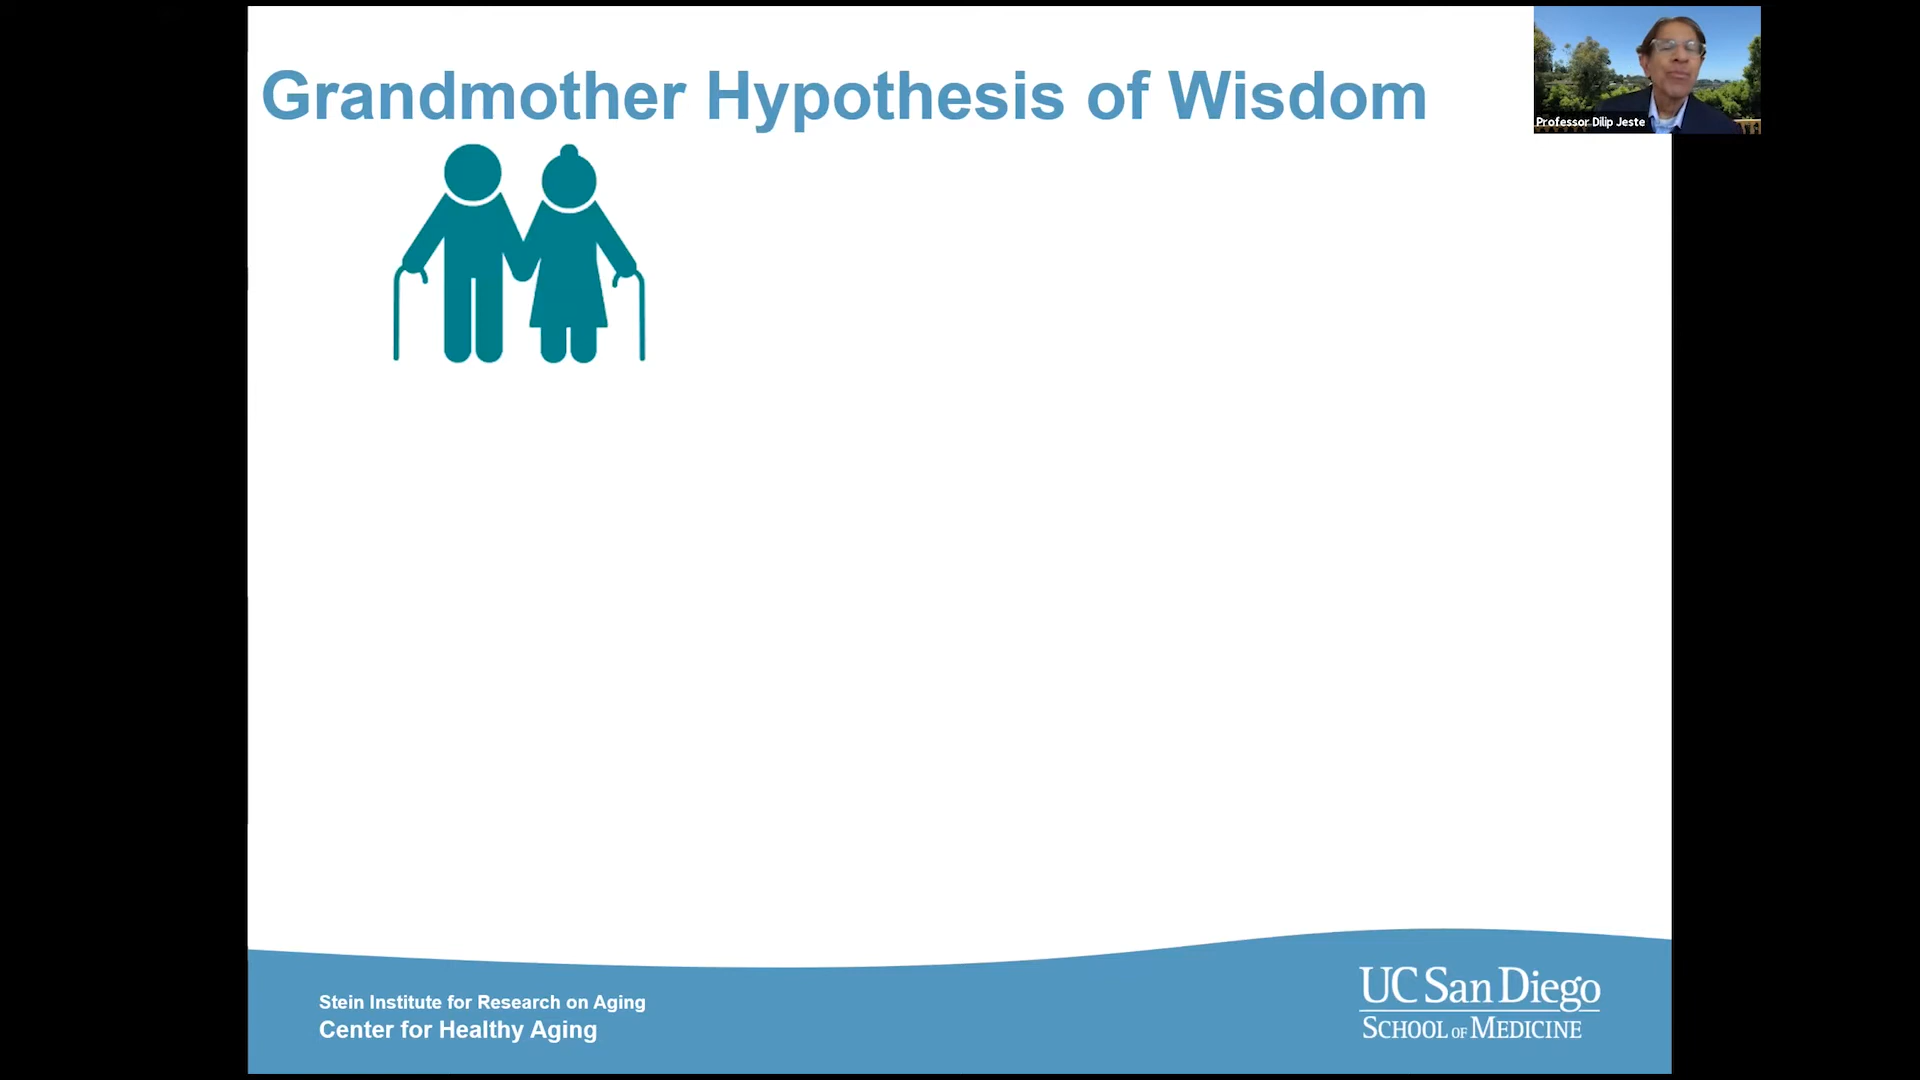 Grandmother Hypothesis of Wisdom
Professor Dilip Jeste
Stein Institute for Research on Aging
Center for Healthy Aging
UC San Diego
SCHOOL OF MEDICINE